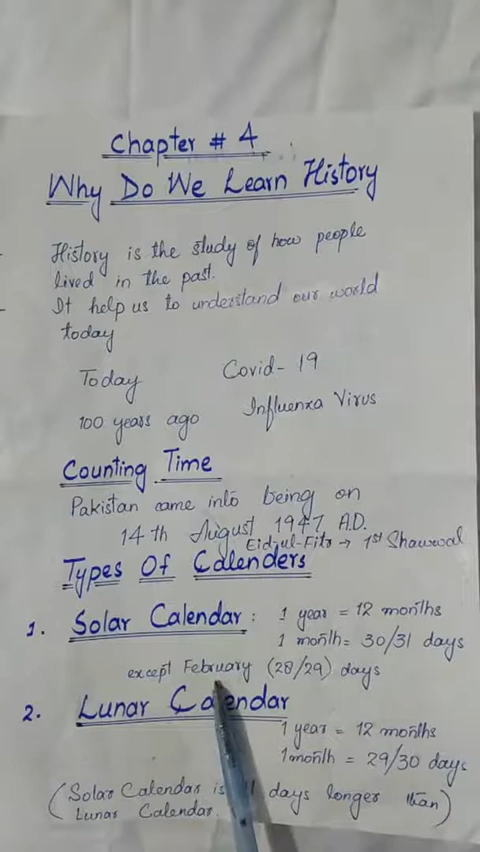 Chapter # 4
Why Do We Learn History
History is the study of how people
lived in the past.
It help us to understand our world
today
Today Covid-19
100 years ago Influenxa Virus
Counting Time
Pakistan came into being on
14th August 1947 A.D.
Eid-ul-Fitr → 1st Shawwal
Types Of Calenders
1. Solar Calendar : 1 year = 12 months
1 month = 30/31 days
except February (28/29) days
2. Lunar Calendar
1 year = 12 months
1 month = 29/30 days
(Solar Calendar is days longer than
Lunar Calendar.)